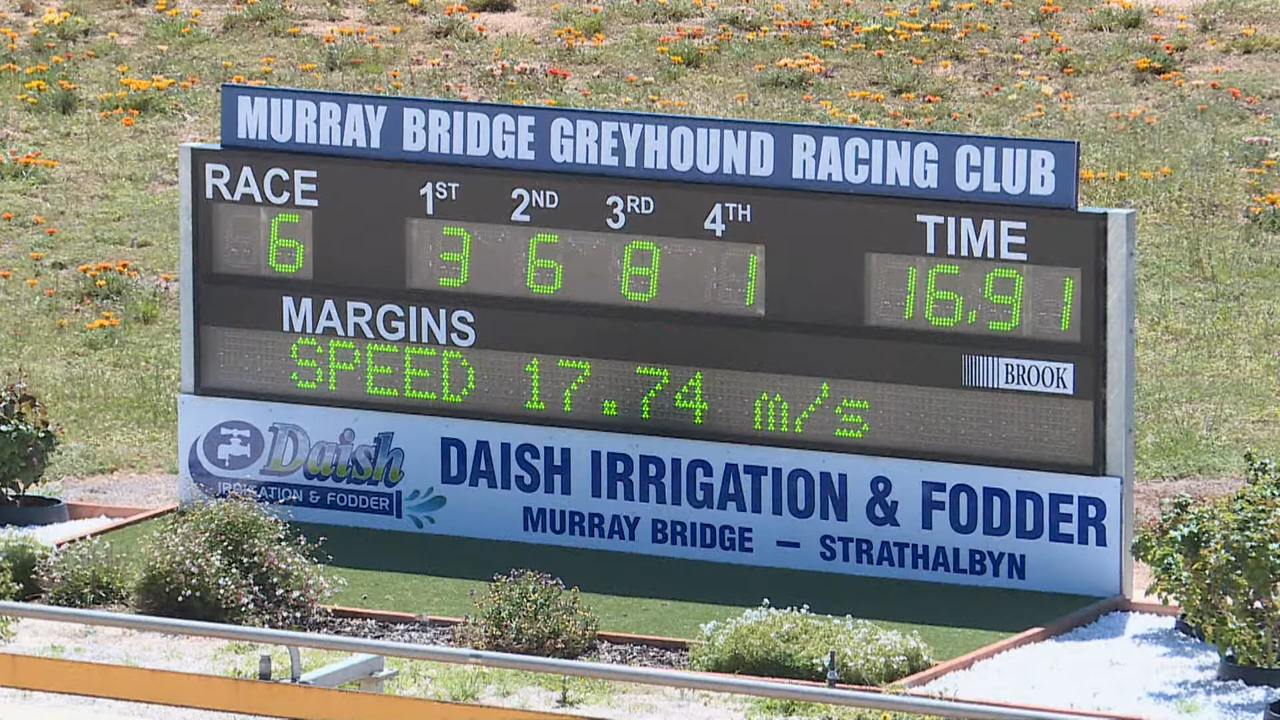 MURRAY BRIDGE GREYHOUND RACING CLUB
RACE 1ST 2ND 3RD 4TH TIME
6 3 6 8 1 16.91
MARGINS
BROOK
SPEED 17.74 m/s
Daish
IRRIGATION & FODDER
DAISH IRRIGATION & FODDER
MURRAY BRIDGE – STRATHALBYN